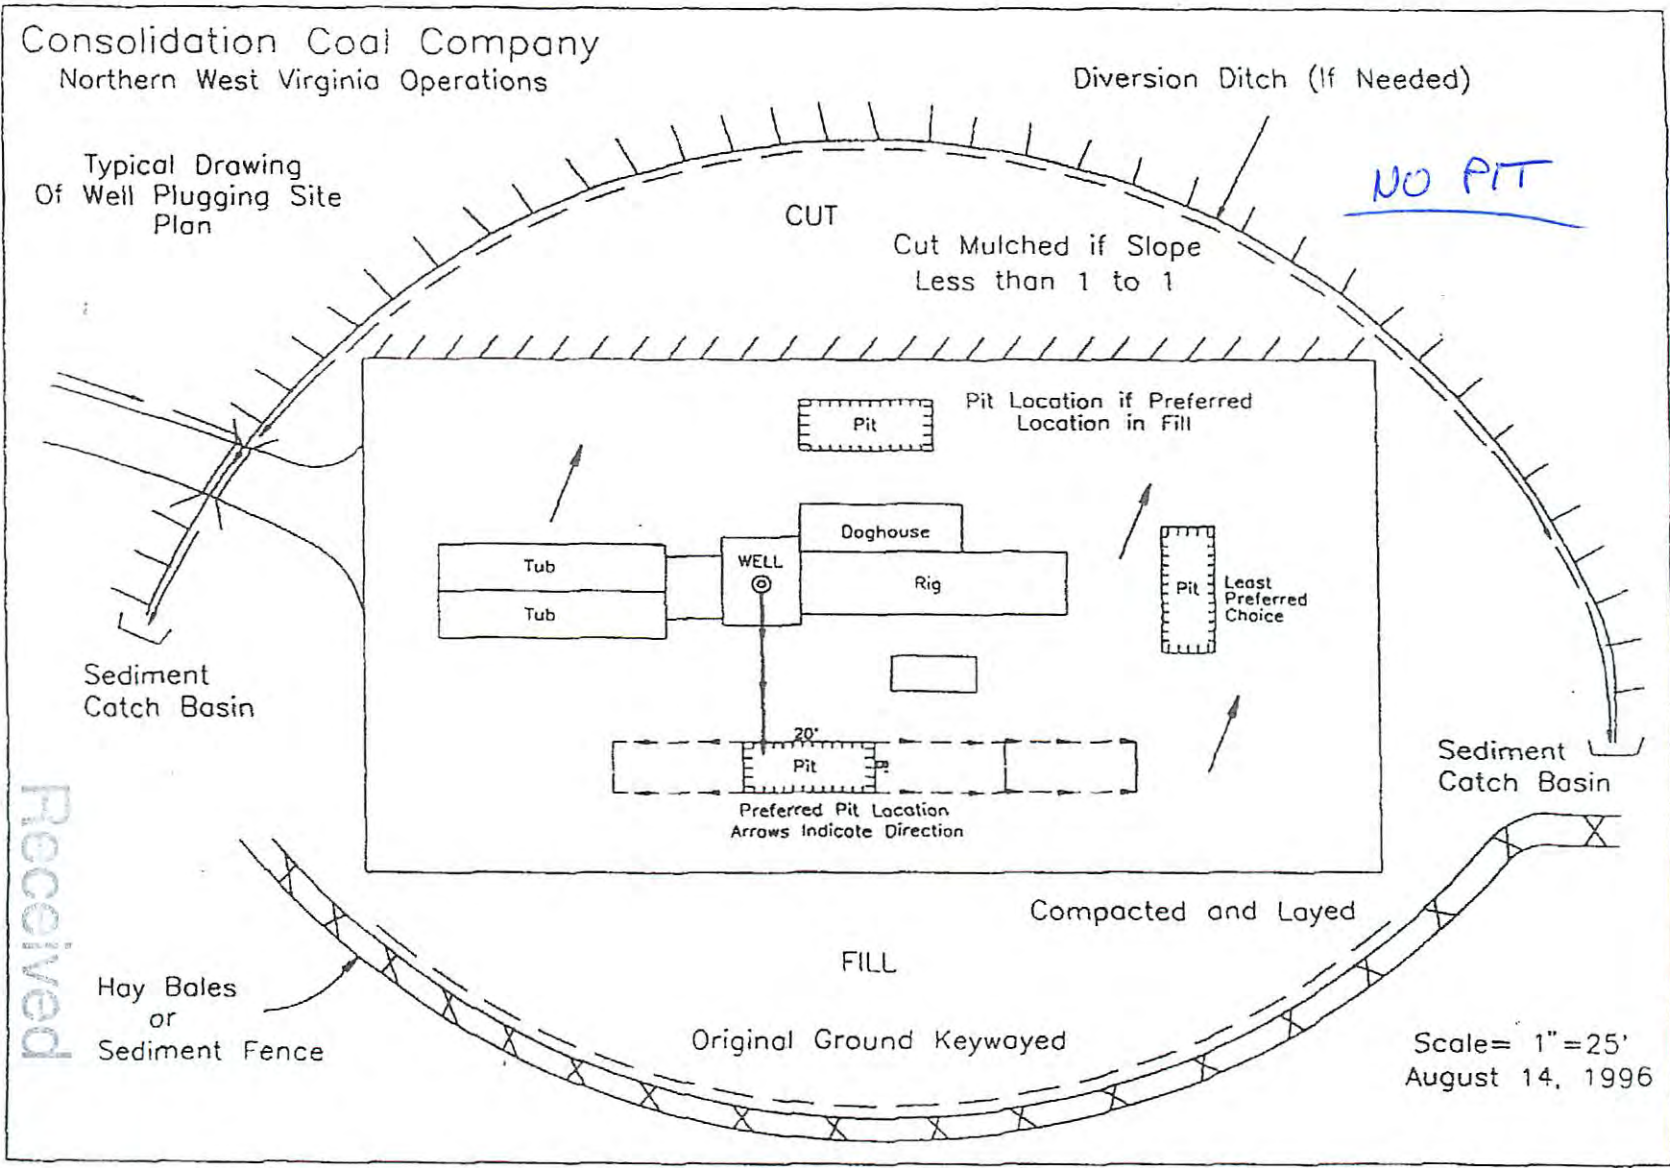 Consolidation Coal Company
Northern West Virginia Operations
Diversion Ditch (If Needed)
Typical Drawing
Of Well Plugging Site
Plan
NO PIT
CUT
Cut Mulched if Slope
Less than 1 to 1
Pit
Pit Location if Preferred
Location in Fill
Doghouse
Tub
WELL
Rig
Tub
Pit
Least
Preferred
Choice
Sediment
Catch Basin
20'
Pit
8'
Preferred Pit Location
Arrows Indicate Direction
Sediment
Catch Basin
Received
Compacted and Layed
FILL
Hay Bales
or
Sediment Fence
Original Ground Keywayed
Scale= 1"=25'
August 14, 1996